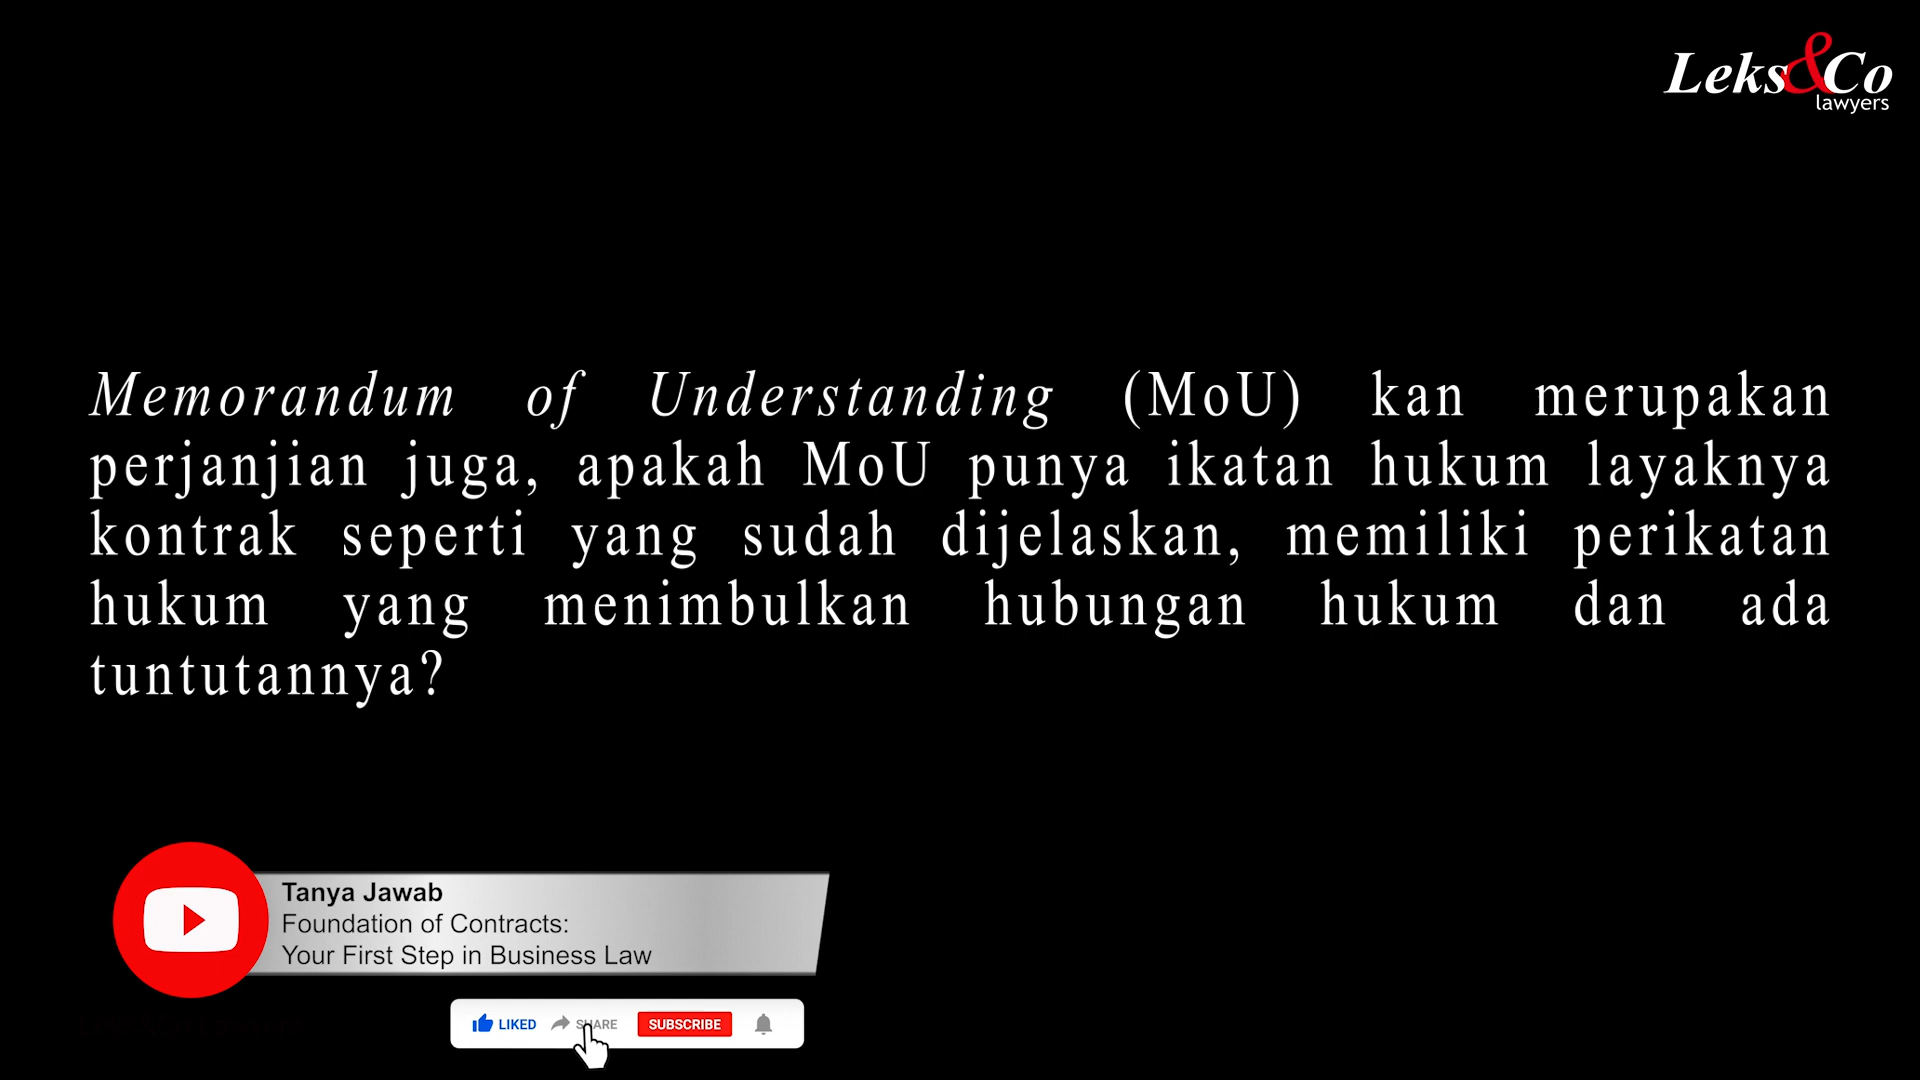 Leks&Co
lawyers
Memorandum of Understanding (MoU) kan merupakan
perjanjian juga, apakah MoU punya ikatan hukum layaknya
kontrak seperti yang sudah dijelaskan, memiliki perikatan
hukum yang menimbulkan hubungan hukum dan ada
tuntutannya?
Tanya Jawab
Foundation of Contracts:
Your First Step in Business Law
LIKED SHARE SUBSCRIBE